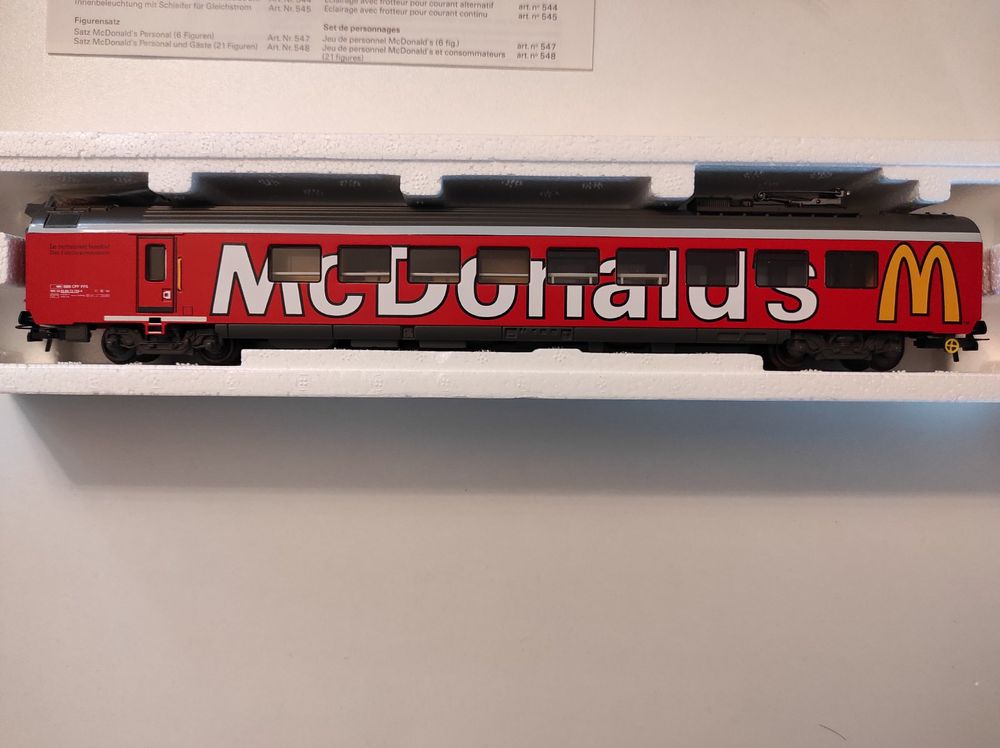 Innenbeleuchtung mit Schleifer für Gleichstrom Art. Nr. 545
Eclairage avec frotteur pour courant alternatif art. nº 544
Eclairage avec frotteur pour courant continu art. nº 545
Figurensatz
Satz McDonald's Personal (6 Figuren) Art. Nr. 547
Satz McDonald's Personal und Gäste (21 Figuren) Art. Nr. 548
Set de personnages
Jeu de personnel McDonald's (6 fig.) art. nº 547
Jeu de personnel McDonald's et consommateurs art. nº 548
(21 figures)
McDonald's
M
SBB CFF FFS